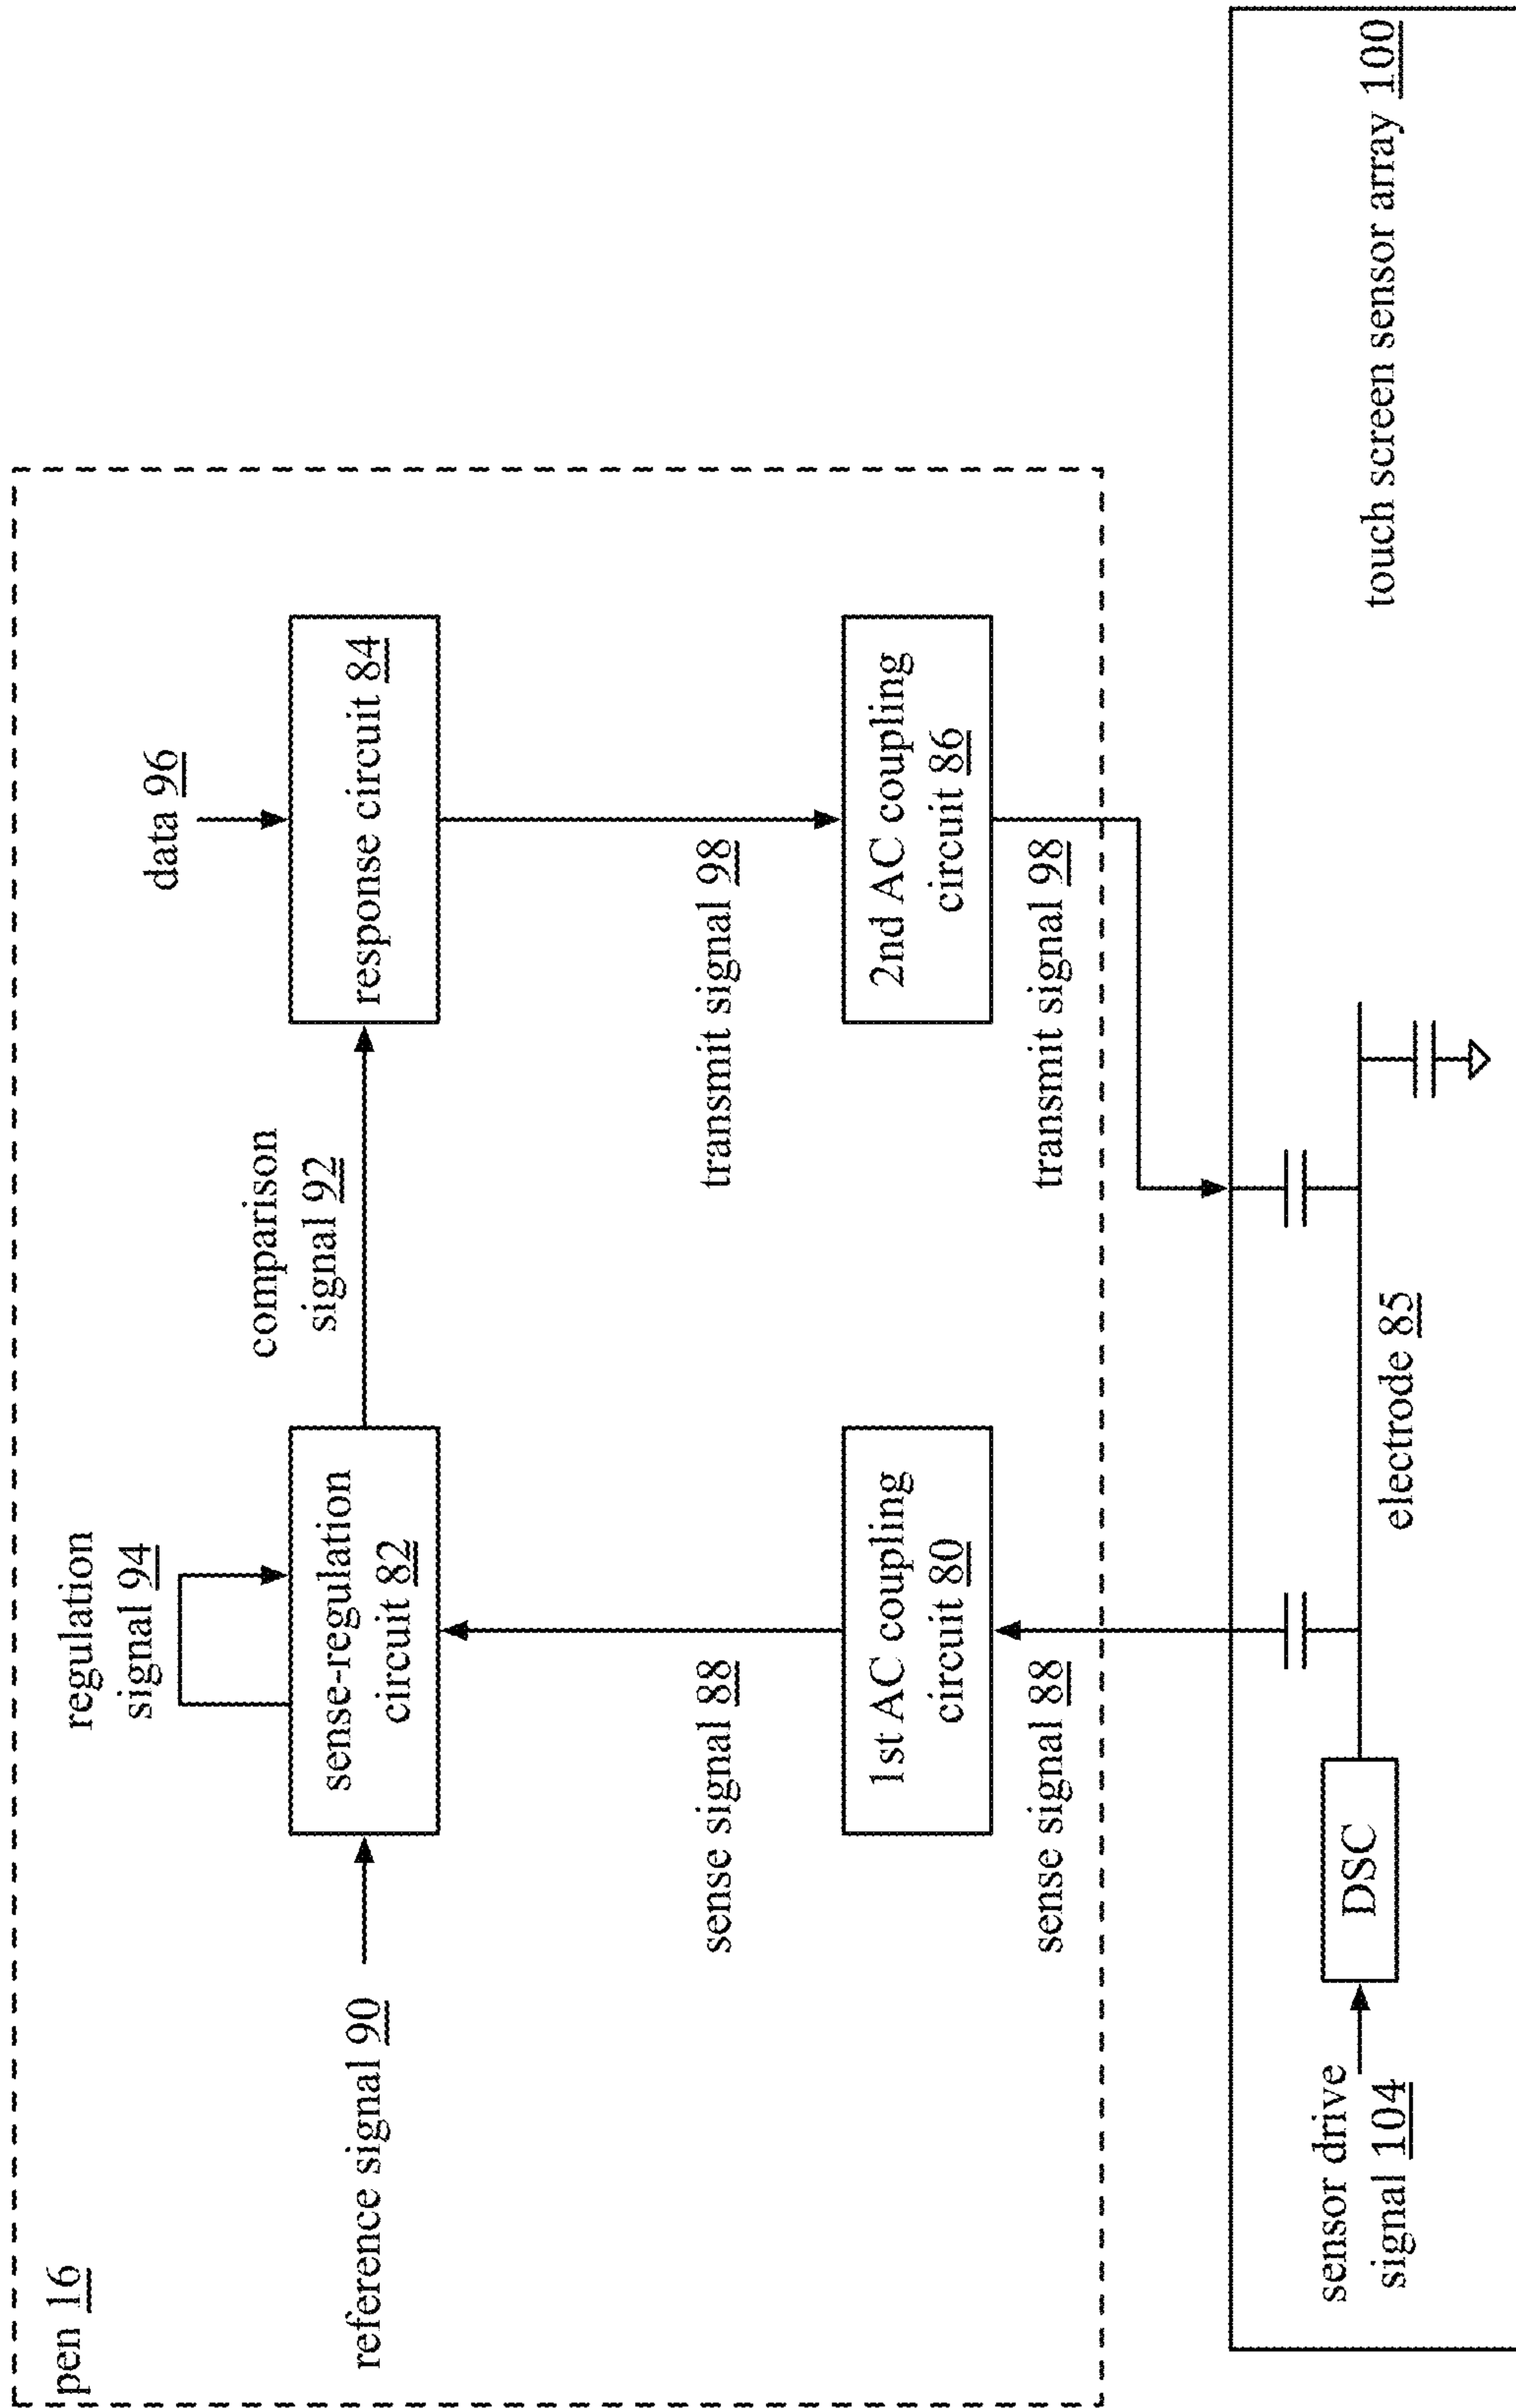 pen 16
regulation
signal 94
data 96
reference signal 90
sense-regulation
circuit 82
comparison
signal 92
response circuit 84
sense signal 88
transmit signal 98
1st AC coupling
circuit 80
2nd AC coupling
circuit 86
sense signal 88
transmit signal 98
sensor drive
signal 104
DSC
electrode 85
touch screen sensor array 100